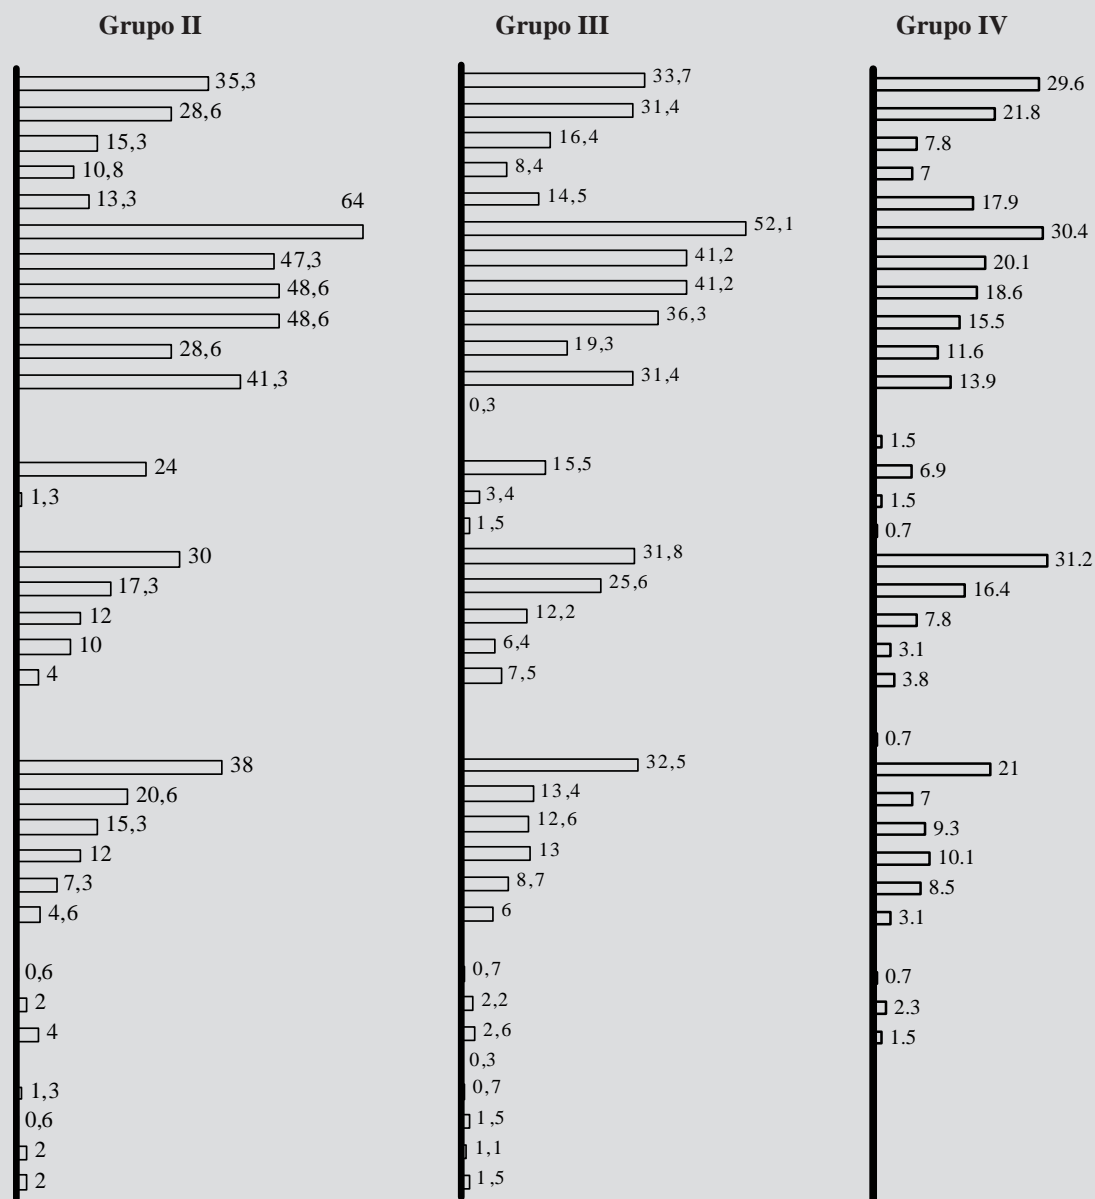 Grupo II Grupo III Grupo IV
35,3 33,7 29.6
28,6 31,4 21.8
15,3 16,4 7.8
10,8 8,4 7
13,3 14,5 17.9
64 52,1 30.4
47,3 41,2 20.1
48,6 41,2 18.6
48,6 36,3 15.5
28,6 19,3 11.6
41,3 31,4 13.9
0,3
1.5
24 15,5 6.9
1,3 3,4 1.5
1,5 0.7
30 31,8 31.2
17,3 25,6 16.4
12 12,2 7.8
10 6,4 3.1
4 7,5 3.8
0.7
38 32,5 21
20,6 13,4 7
15,3 12,6 9.3
12 13 10.1
7,3 8,7 8.5
4,6 6 3.1
0,6 0,7 0.7
2 2,2 2.3
4 2,6 1.5
0,3
1,3 0,7
0,6 1,5
2 1,1
2 1,5